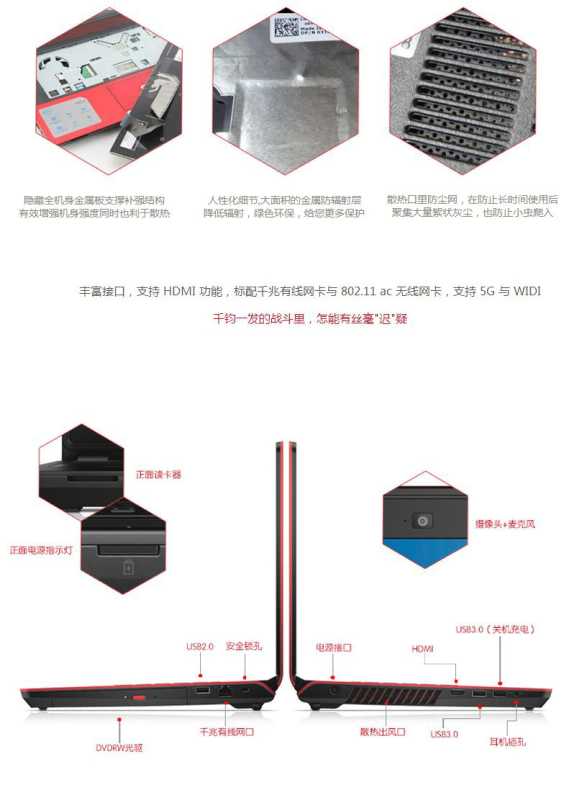 隐藏全机身金属板支撑补强结构
有效增强机身强度同时也利于散热
人性化细节,大面积的金属防辐射层
降低辐射，绿色环保，给您更多保护
散热口里防尘网，在防止长时间使用后
聚集大量絮状灰尘，也防止小虫爬入
丰富接口，支持 HDMI 功能，标配千兆有线网卡与 802.11 ac 无线网卡，支持 5G 与 WIDI
千钧一发的战斗里，怎能有丝毫"迟"疑
正面读卡器
正面电源指示灯
摄像头+麦克风
USB3.0（关机充电）
USB2.0
安全锁孔
电源接口
HDMI
千兆有线网口
散热出风口
USB3.0
耳机插孔
DVDRW光驱